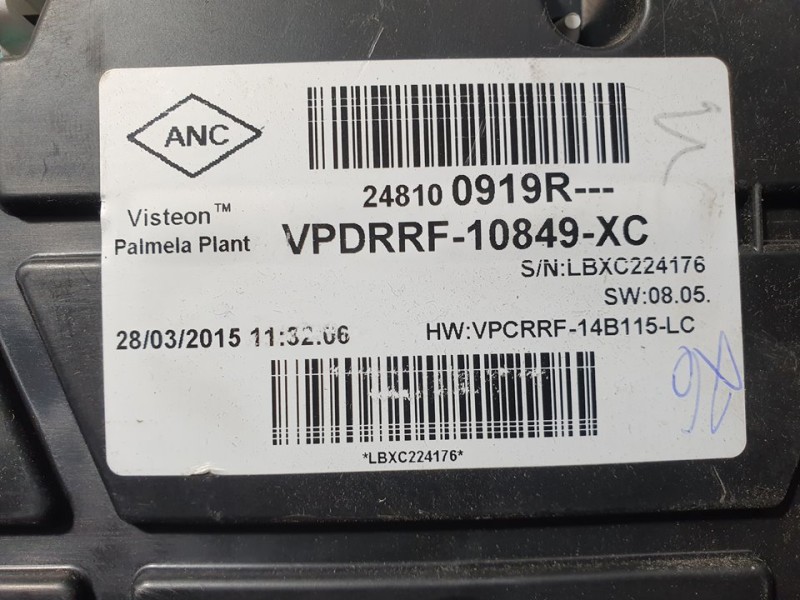 ANC
24810 0919R---
Visteon™
Palmela Plant
VPDRRF-10849-XC
S/N:LBXC224176
SW:08.05.
28/03/2015 11:32.06
HW:VPCRRF-14B115-LC
*LBXC224176*